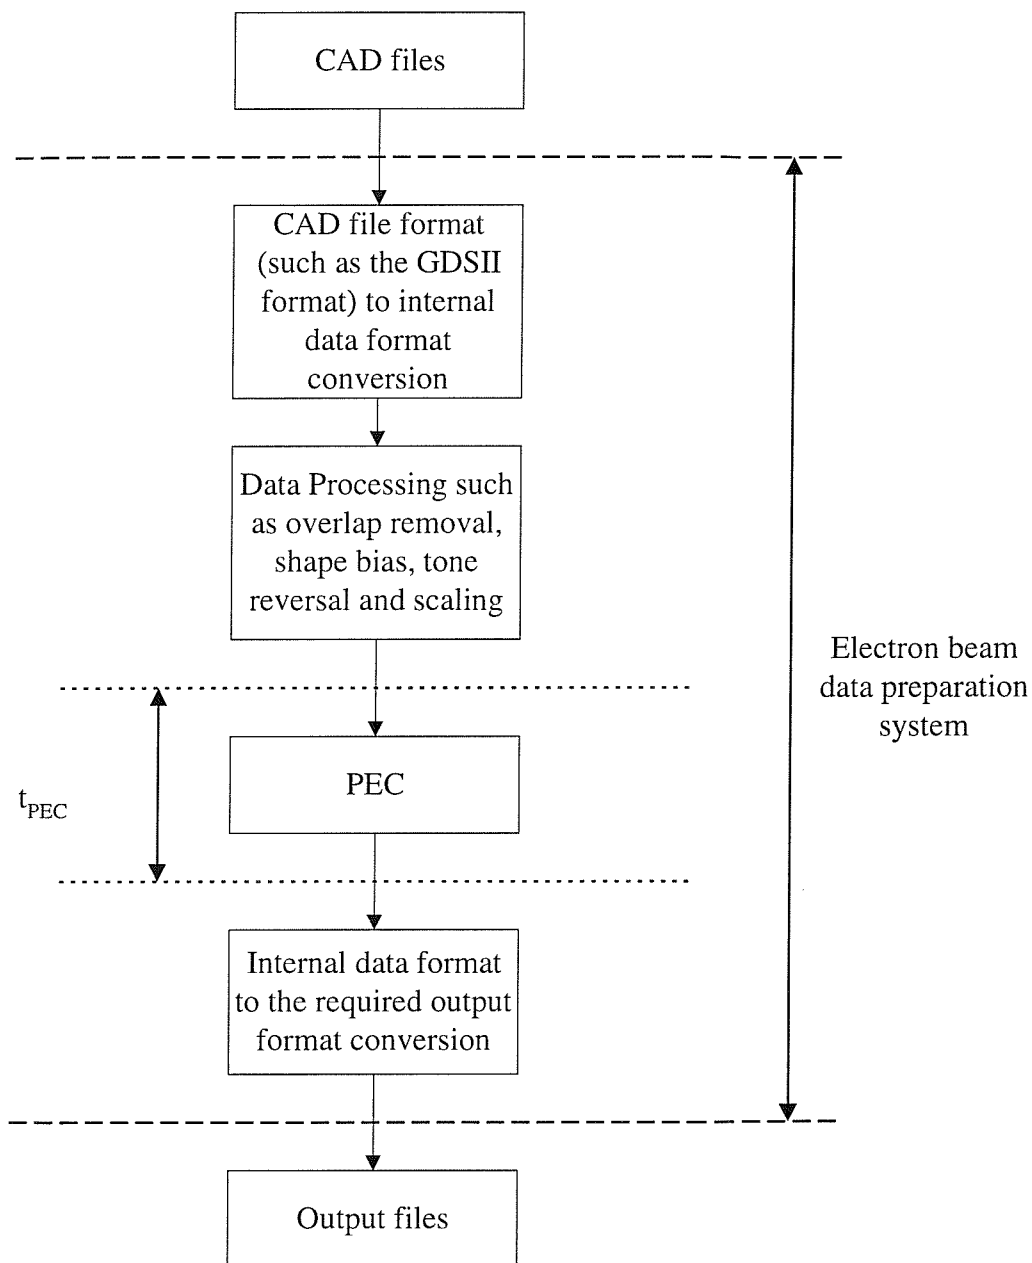 CAD files
CAD file format
(such as the GDSII
format) to internal
data format
conversion
Data Processing such
as overlap removal,
shape bias, tone
reversal and scaling
Electron beam
data preparation
system
PEC
tPEC
Internal data format
to the required output
format conversion
Output files